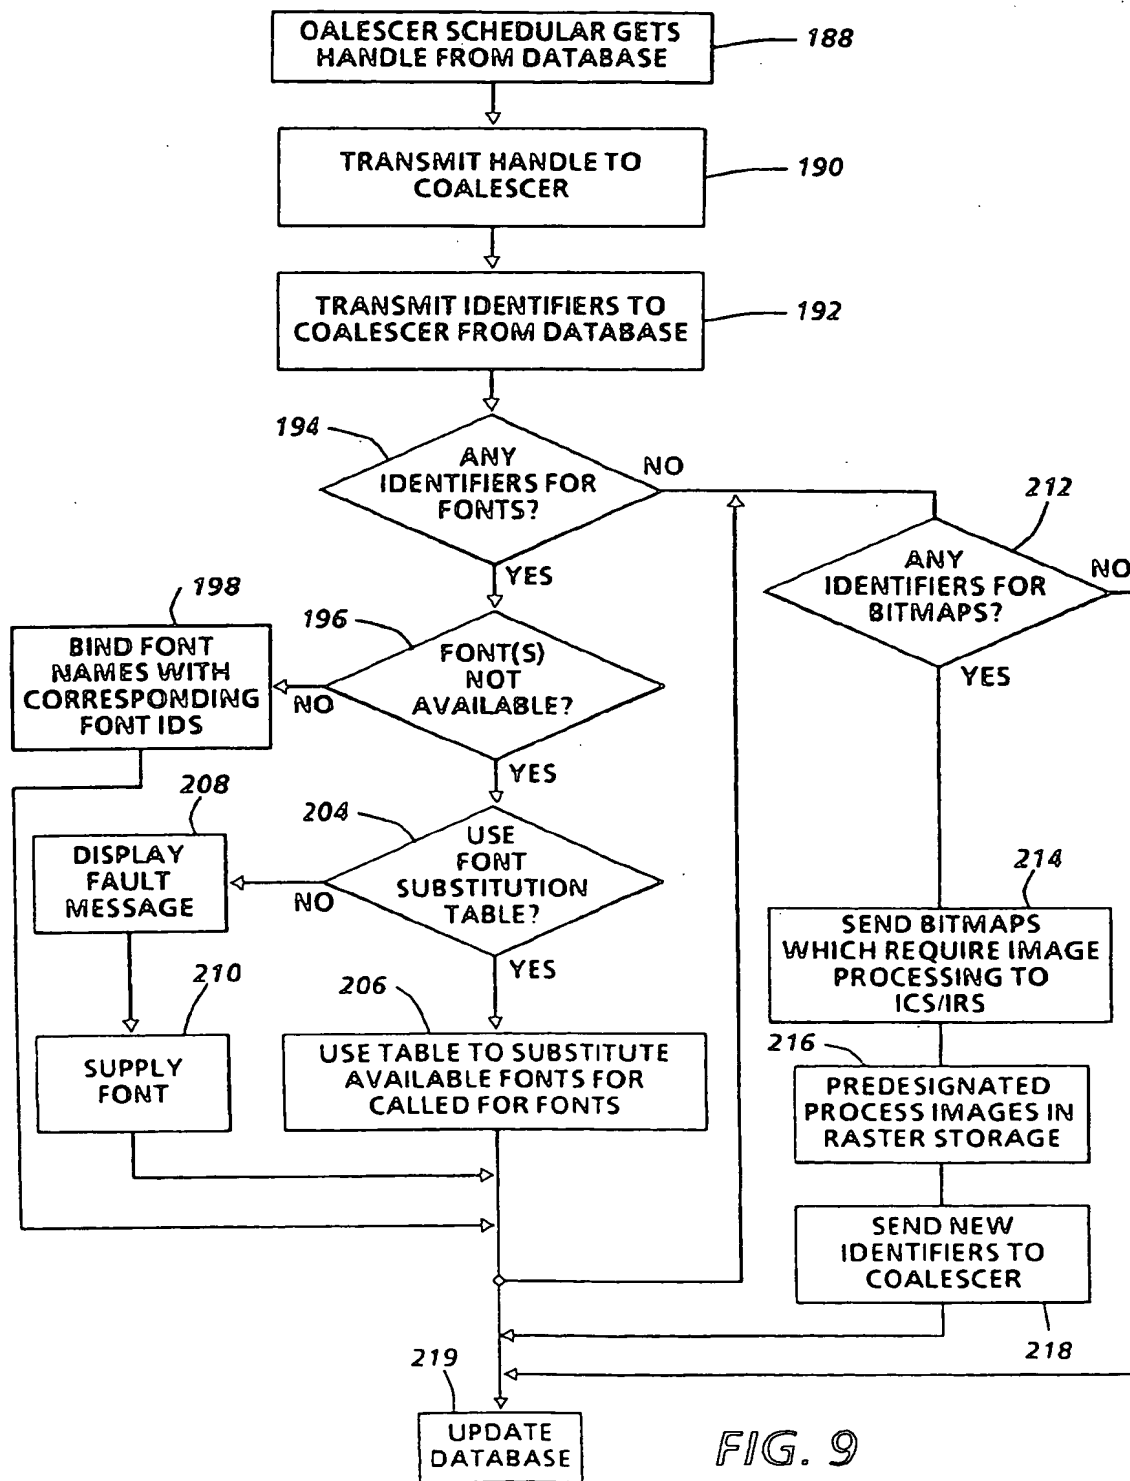 OALESCER SCHEDULAR GETS
HANDLE FROM DATABASE
188
TRANSMIT HANDLE TO
COALESCER
190
TRANSMIT IDENTIFIERS TO
COALESCER FROM DATABASE
192
194
ANY
IDENTIFIERS FOR
FONTS?
NO
YES
212
ANY
IDENTIFIERS FOR
BITMAPS?
NO
YES
198
BIND FONT
NAMES WITH
CORRESPONDING
FONT IDS
196
FONT(S)
NOT
AVAILABLE?
NO
YES
208
DISPLAY
FAULT
MESSAGE
204
USE
FONT
SUBSTITUTION
TABLE?
NO
YES
214
SEND BITMAPS
WHICH REQUIRE IMAGE
PROCESSING TO
ICS/IRS
210
SUPPLY
FONT
206
USE TABLE TO SUBSTITUTE
AVAILABLE FONTS FOR
CALLED FOR FONTS
216
PREDESIGNATED
PROCESS IMAGES IN
RASTER STORAGE
SEND NEW
IDENTIFIERS TO
COALESCER
218
219
UPDATE
DATABASE
FIG. 9